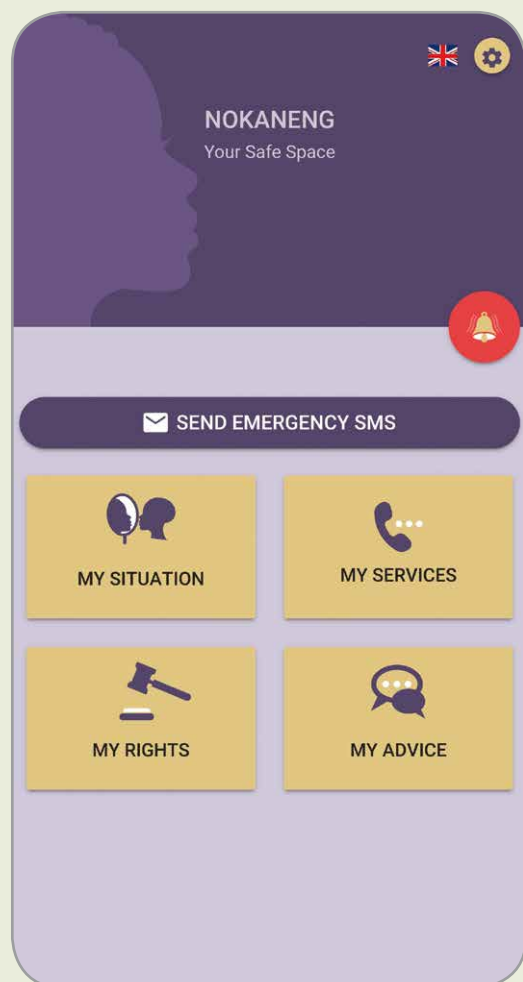 NOKANENG
Your Safe Space
SEND EMERGENCY SMS
MY SITUATION
MY SERVICES
MY RIGHTS
MY ADVICE